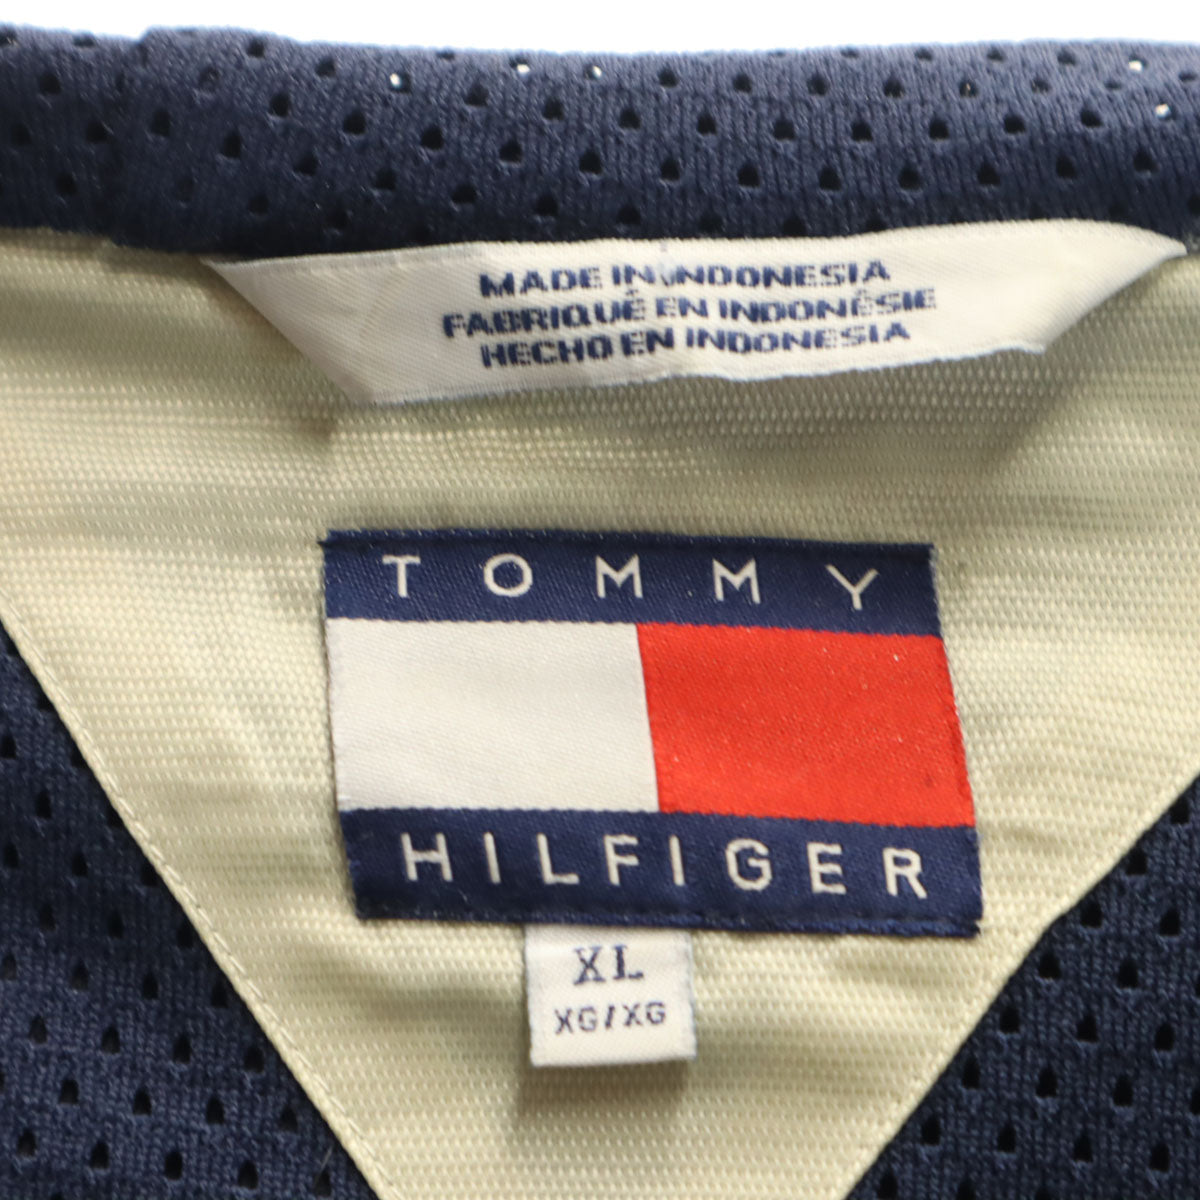 MADE IN INDONESIA
FABRIQUÉ EN INDONÉSIE
HECHO EN INDONESIA
TOMMY
HILFIGER
XL
XG/XG